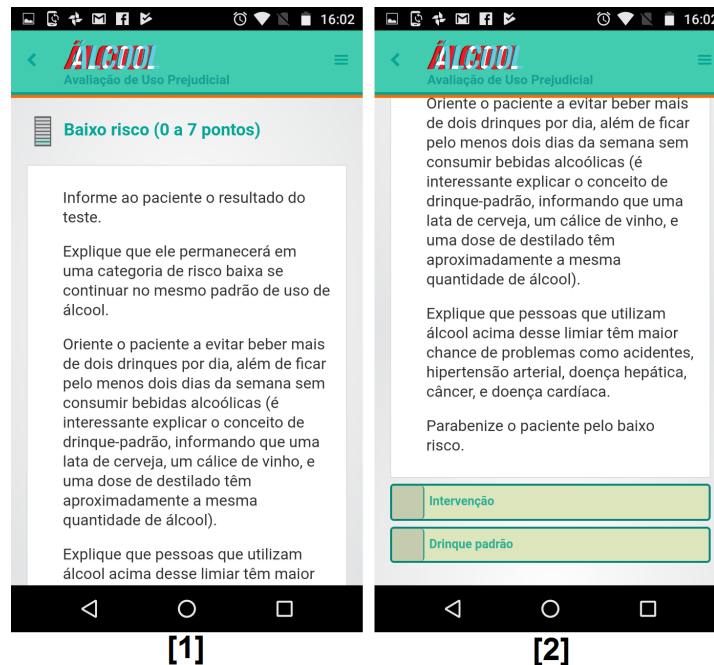 16:02
ÁLCOOL
Avaliação de Uso Prejudicial
Baixo risco (0 a 7 pontos)
Informe ao paciente o resultado do
teste.
Explique que ele permanecerá em
uma categoria de risco baixa se
continuar no mesmo padrão de uso de
álcool.
Oriente o paciente a evitar beber mais
de dois drinques por dia, além de ficar
pelo menos dois dias da semana sem
consumir bebidas alcoólicas (é
interessante explicar o conceito de
drinque-padrão, informando que uma
lata de cerveja, um cálice de vinho, e
uma dose de destilado têm
aproximadamente a mesma
quantidade de álcool).
Explique que pessoas que utilizam
álcool acima desse limiar têm maior
[1]
16:02
ÁLCOOL
Avaliação de Uso Prejudicial
Oriente o paciente a evitar beber mais
de dois drinques por dia, além de ficar
pelo menos dois dias da semana sem
consumir bebidas alcoólicas (é
interessante explicar o conceito de
drinque-padrão, informando que uma
lata de cerveja, um cálice de vinho, e
uma dose de destilado têm
aproximadamente a mesma
quantidade de álcool).
Explique que pessoas que utilizam
álcool acima desse limiar têm maior
chance de problemas como acidentes,
hipertensão arterial, doença hepática,
câncer, e doença cardíaca.
Parabenize o paciente pelo baixo
risco.
Intervenção
Drinque padrão
[2]